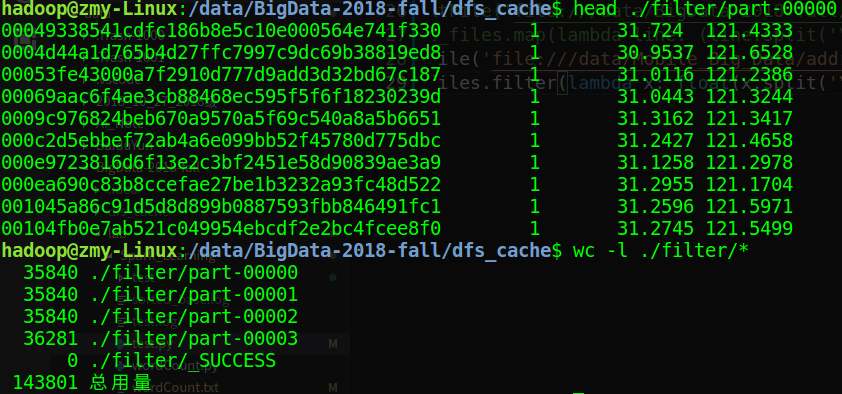 hadoop@zmy-Linux:/data/BigData-2018-fall/dfs_cache$ head ./filter/part-00000
00049338541cdfc186b8e5c10e000564e741f330 1 31.724 121.4333
0004d44a1d765b4d27ffc7997c9dc69b38819ed8 1 30.9537 121.6528
00053fe43000a7f2910d777d9add3d32bd67c187 1 31.0116 121.2386
00069aac6f4ae3cb88468ec595f5f6f18230239d 1 31.0443 121.3244
0009c976824beb670a9570a5f69c540a8a5b6651 1 31.3162 121.3417
000c2d5ebbef72ab4a6e099bb52f45780d775dbc 1 31.2427 121.4658
000e9723816d6f13e2c3bf2451e58d90839ae3a9 1 31.1258 121.2978
000ea690c83b8ccefae27be1b3232a93fc48d522 1 31.2955 121.1704
001045a86c91d5d8d899b0887593fbb846491fc1 1 31.2596 121.5971
00104fb0e7ab521c049954ebcdf2e2bc4fcee8f0 1 31.2745 121.5499
hadoop@zmy-Linux:/data/BigData-2018-fall/dfs_cache$ wc -l ./filter/*
35840 ./filter/part-00000
35840 ./filter/part-00001
35840 ./filter/part-00002
36281 ./filter/part-00003
0 ./filter/_SUCCESS
143801 总用量